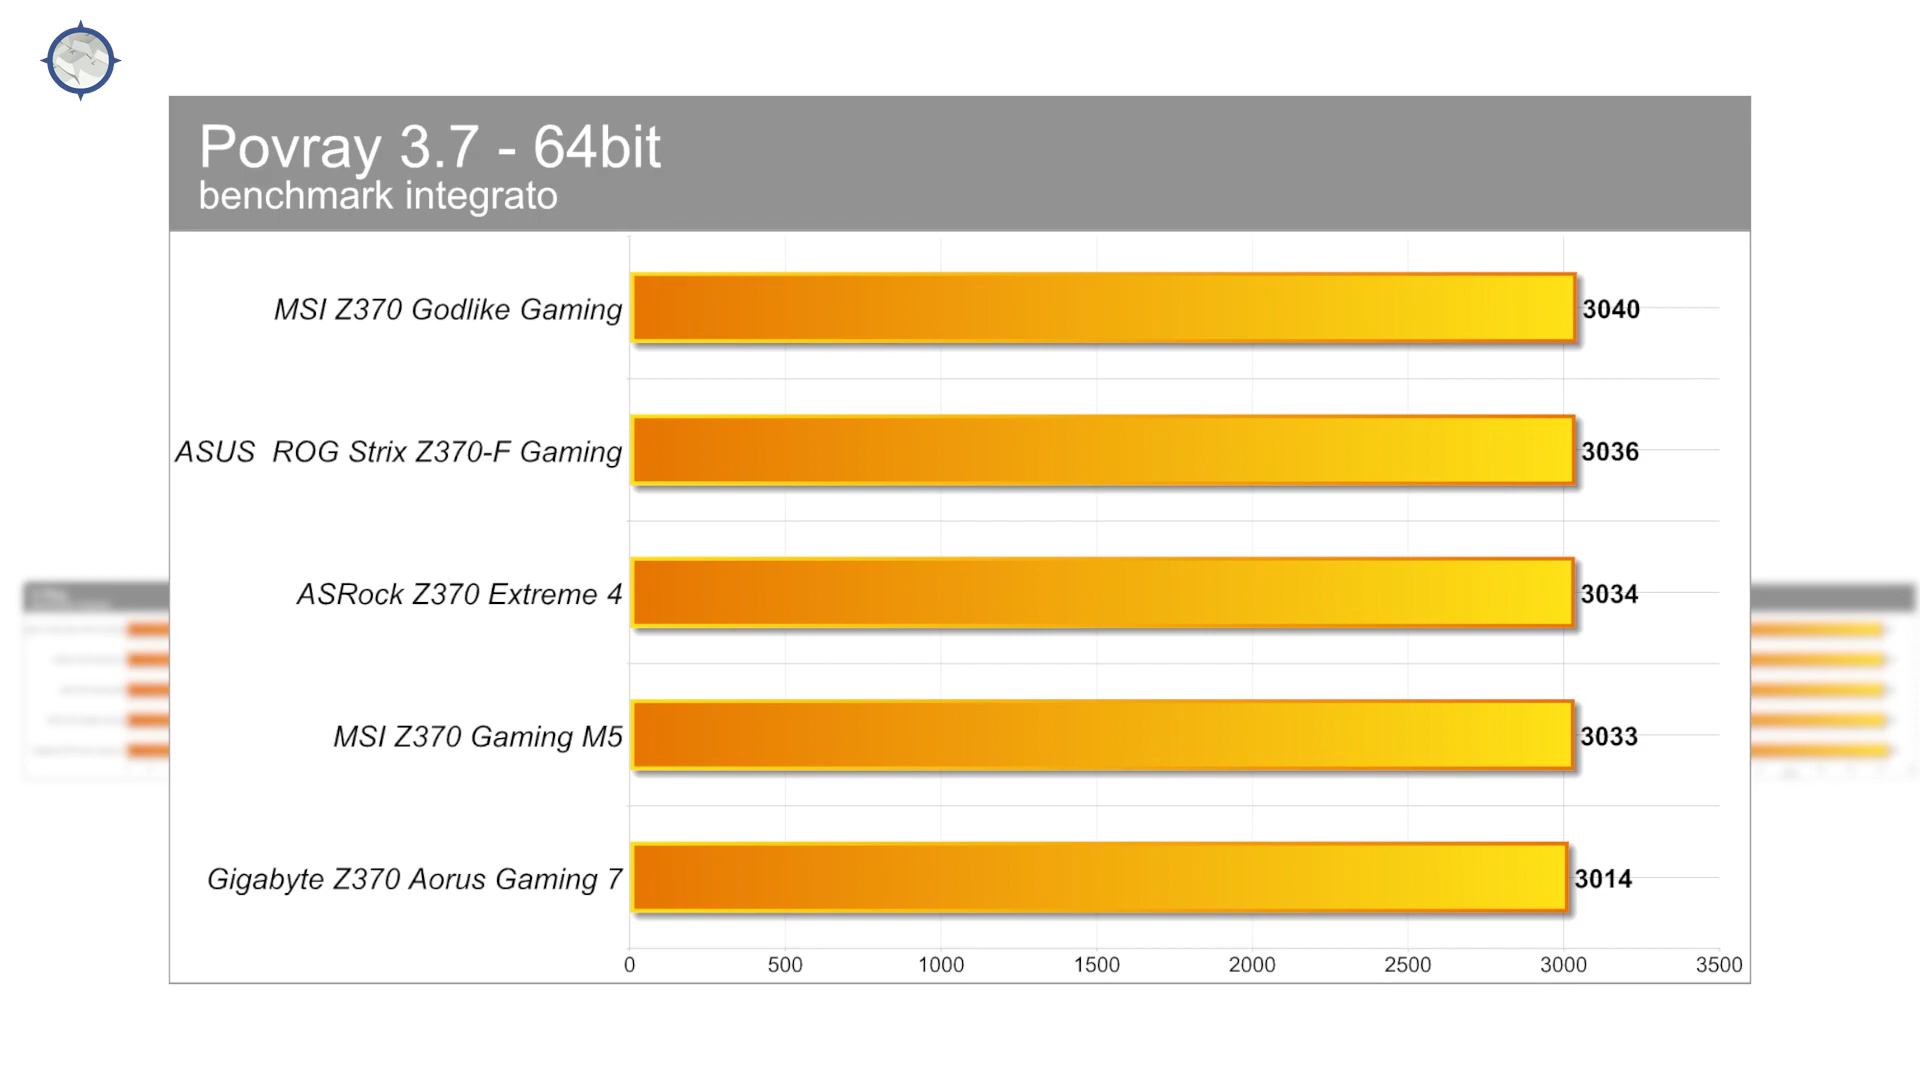 Povray 3.7 - 64bit
benchmark integrato
MSI Z370 Godlike Gaming 3040
ASUS ROG Strix Z370-F Gaming 3036
ASRock Z370 Extreme 4 3034
MSI Z370 Gaming M5 3033
Gigabyte Z370 Aorus Gaming 7 3014
0 500 1000 1500 2000 2500 3000 3500